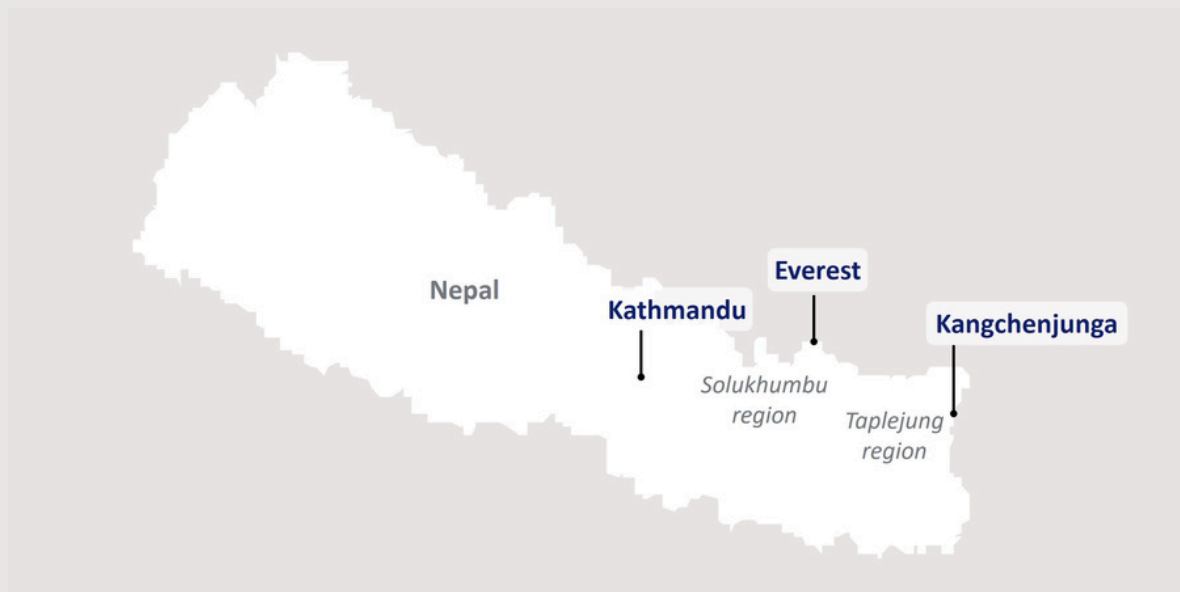 Nepal
Kathmandu
Everest
Kangchenjunga
Solukhumbu
region
Taplejung
region